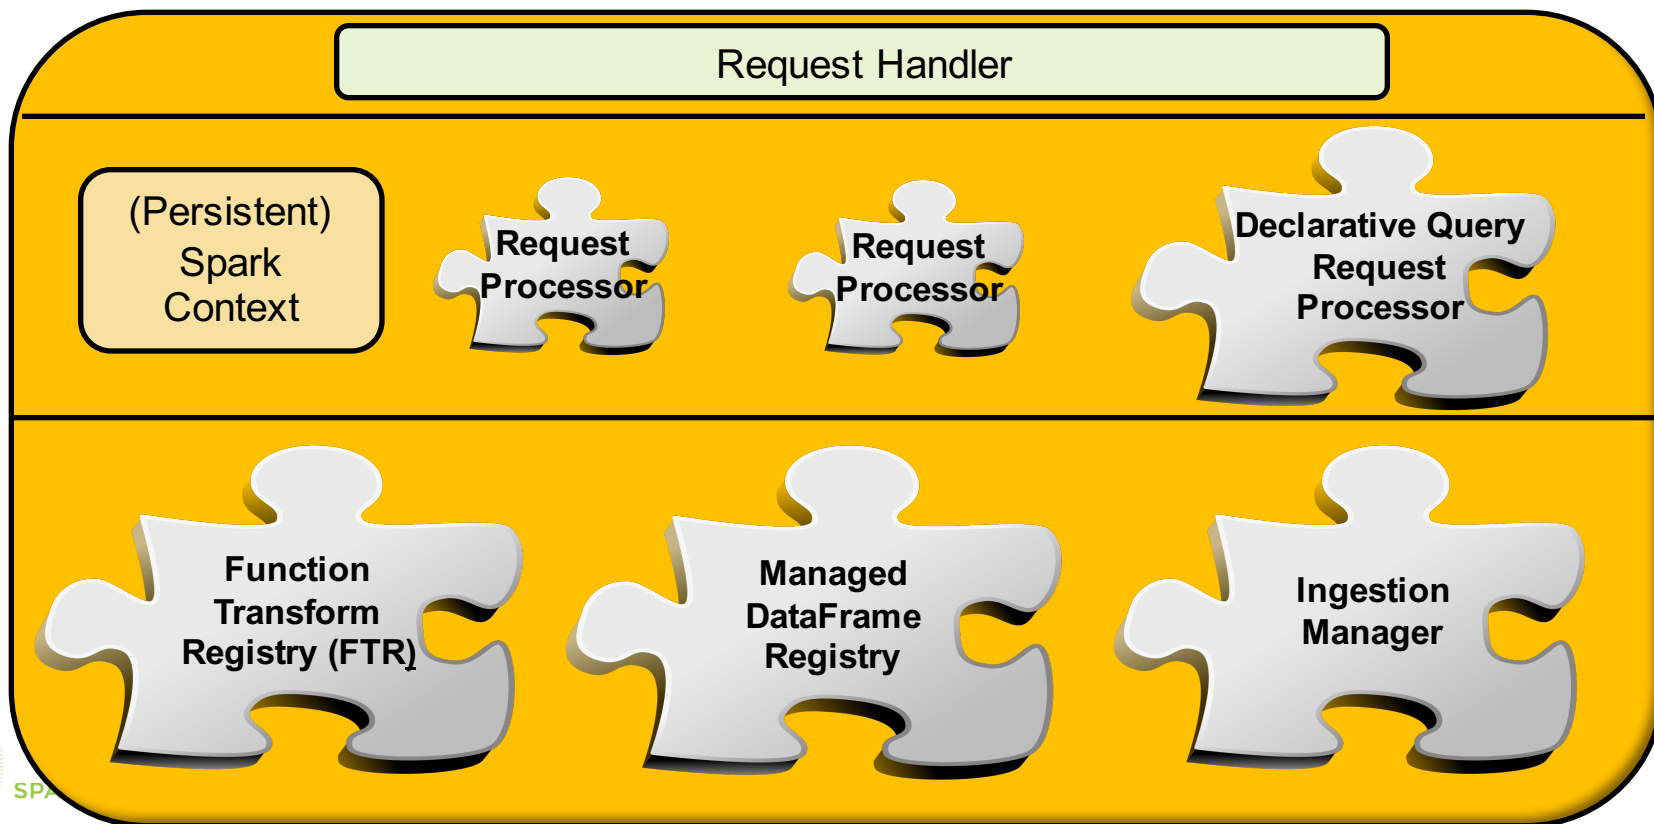 Request Handler
(Persistent)
Spark
Context
Request
Processor
Request
Processor
Declarative Query
Request
Processor
Function
Transform
Registry (FTR)
Managed
DataFrame
Registry
Ingestion
Manager